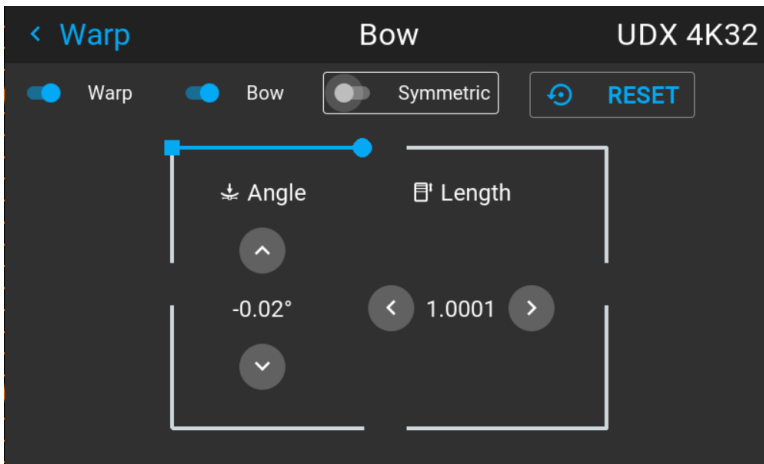 Warp Bow UDX 4K32
Warp Bow Symmetric RESET
Angle Length
-0.02° 1.0001